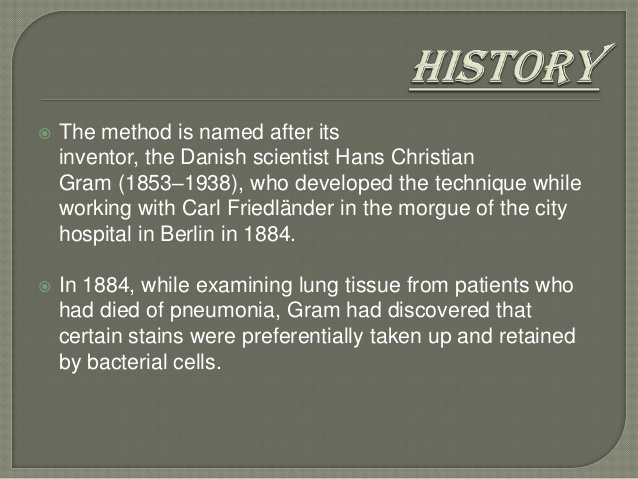 HISTORY
The method is named after its
inventor, the Danish scientist Hans Christian
Gram (1853–1938), who developed the technique while
working with Carl Friedländer in the morgue of the city
hospital in Berlin in 1884.
In 1884, while examining lung tissue from patients who
had died of pneumonia, Gram had discovered that
certain stains were preferentially taken up and retained
by bacterial cells.